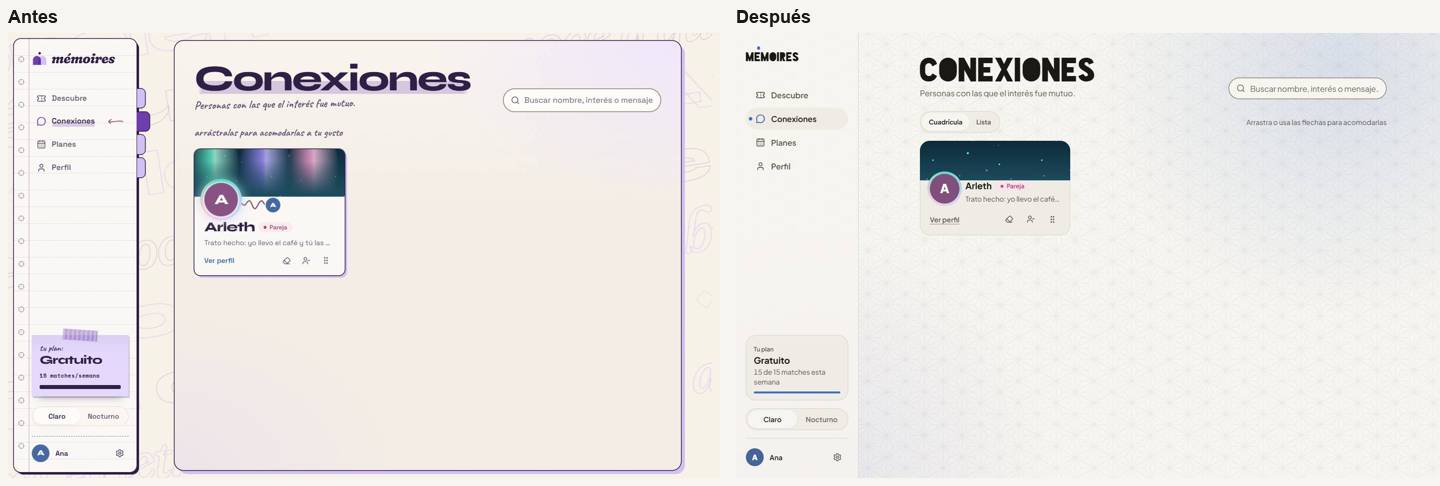 Antes
mémoires
Descubre
Conexiones
Planes
Perfil
tu plan:
Gratuito
15 matches/semana
Claro Nocturno
A Ana
Conexiones
Personas con las que el interés fue mutuo.
Buscar nombre, interés o mensaje
arrástralas para acomodarlas a tu gusto
A A
Arleth Pareja
Trato hecho: yo llevo el café y tú las ...
Ver perfil
Después
MÉMOIRES
Descubre
Conexiones
Planes
Perfil
Tu plan
Gratuito
15 de 15 matches esta
semana
Claro Nocturno
A Ana
CONEXIONES
Personas con las que el interés fue mutuo.
Buscar nombre, interés o mensaje.
Cuadrícula Lista
Arrastra o usa las flechas para acomodarlas
A
Arleth Pareja
Trato hecho: yo llevo el café...
Ver perfil